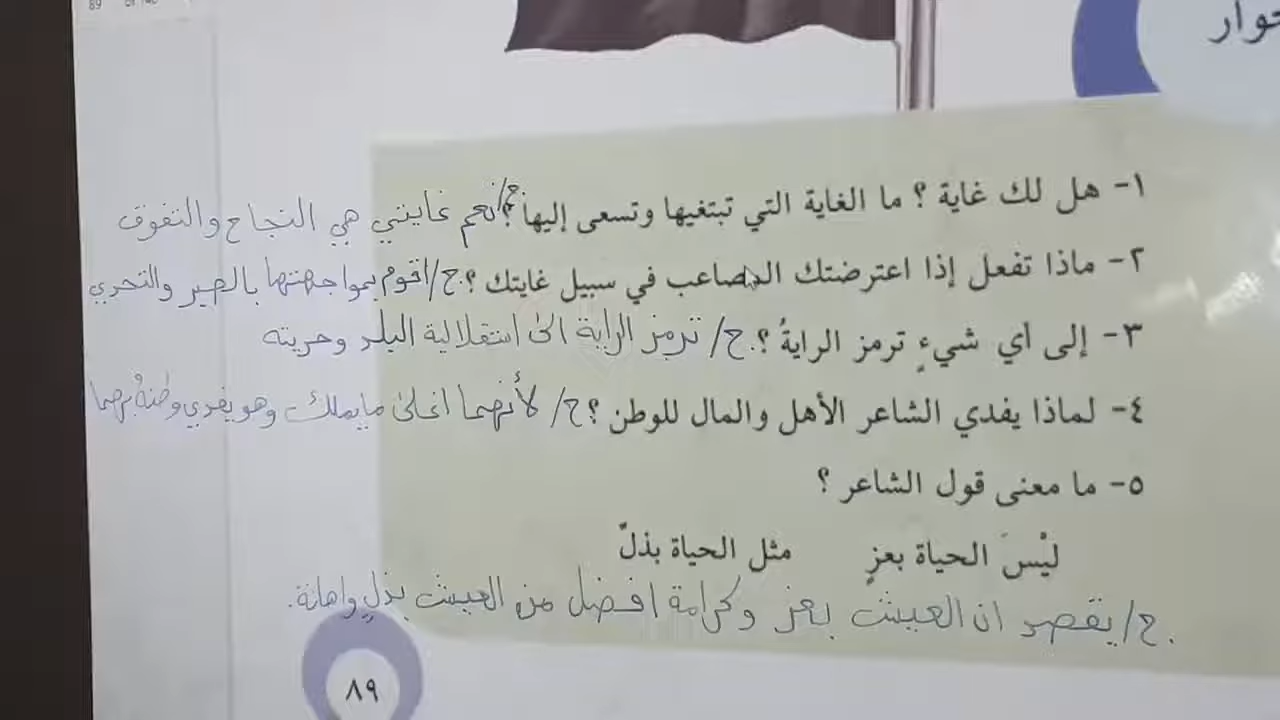 حوار
١- هل لك غاية ؟ ما الغاية التي تبتغيها وتسعى إليها ؟ ج/ نعم غايتي هي النجاح والتفوق
٢- ماذا تفعل إذا اعترضتك المصاعب في سبيل غايتك ؟ ج/ اقوم بمواجهتها بالصبر والتحدي
٣- إلى أي شيءٍ ترمز الرايةُ ؟ ج/ ترمز الراية الى استقلالية البلد وحريته
٤- لماذا يفدي الشاعر الأهل والمال للوطن ؟ ج/ لأنهما اغلى مايملك وهو يفدي وطنهُ بهما
٥- ما معنى قول الشاعر ؟
ليْسَ الحياة بعزٍ مثل الحياة بذلّ
ج/ يقصد ان العيش بعز وكرامة افضل من العيش بذل واهانة.
٨٩